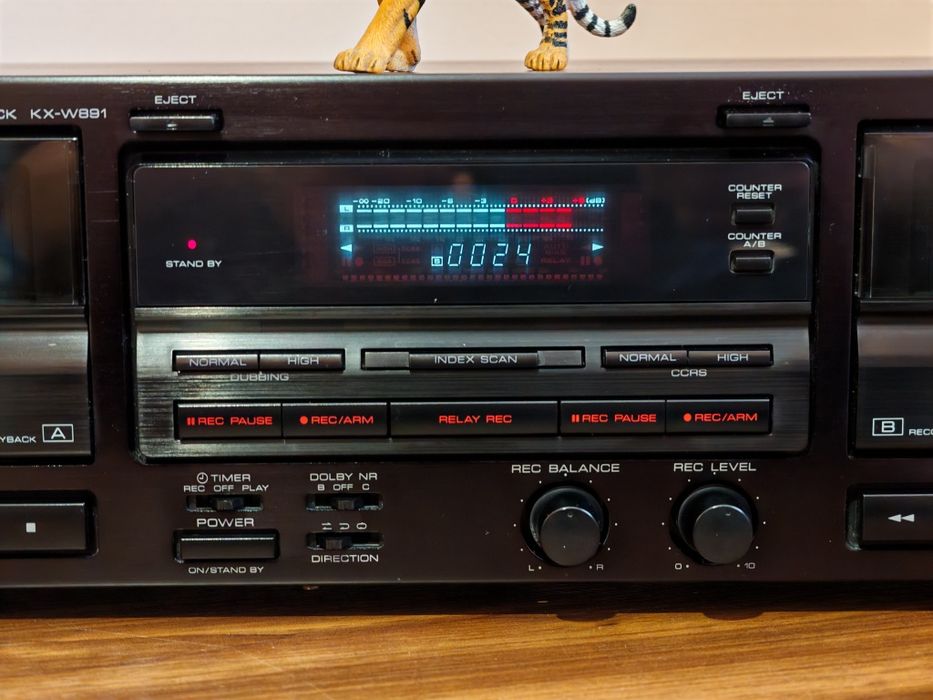 CK KX-W891
EJECT
EJECT
-∞ -20 -10 -6 -3 0 +3 +6 (dB)
L
R
B 0024
STAND BY
COUNTER
RESET
COUNTER
A/B
NORMAL HIGH
DUBBING
INDEX SCAN
NORMAL HIGH
CCRS
REC PAUSE
REC/ARM
RELAY REC
REC PAUSE
REC/ARM
YBACK A
B RECO
TIMER
REC OFF PLAY
POWER
ON/STAND BY
DOLBY NR
B OFF C
DIRECTION
REC BALANCE
L R
REC LEVEL
0 10